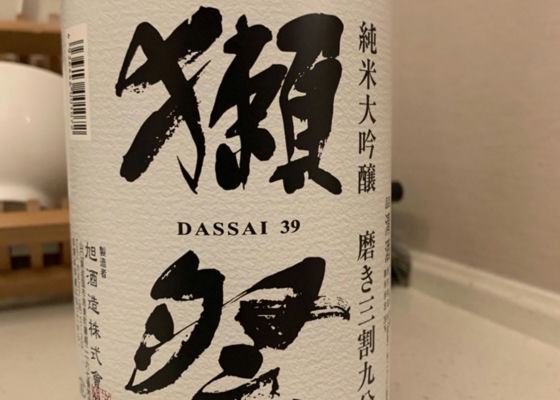 獺祭
DASSAI 39
純米大吟醸 磨き三割九分
製造者
旭酒造株式會